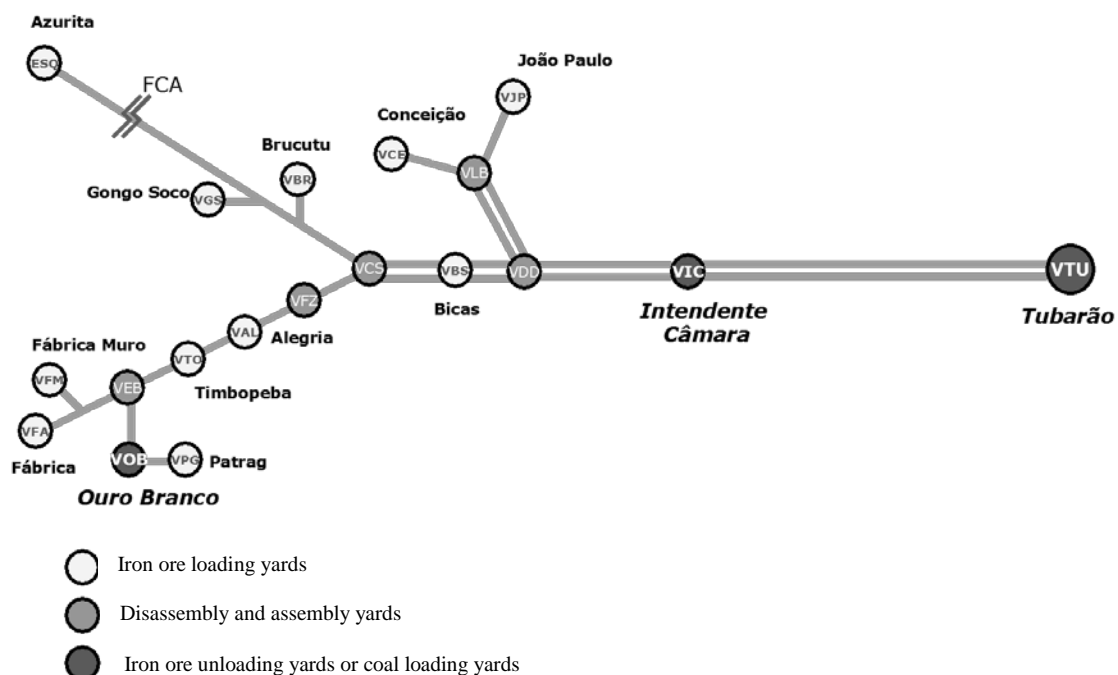 Azurita
ESQ
FCA
João Paulo
VJP
Conceição
VCE
VLB
Brucutu
VBR
Gongo Soco
VGS
VCS
VBS
VDD
VIC
VTU
Bicas
Intendente
Câmara
Tubarão
VFZ
Alegria
VAL
Fábrica Muro
VTO
Timbopeba
VFM
VEB
VFA
Fábrica
VOB
VPG
Patrag
Ouro Branco
Iron ore loading yards
Disassembly and assembly yards
Iron ore unloading yards or coal loading yards